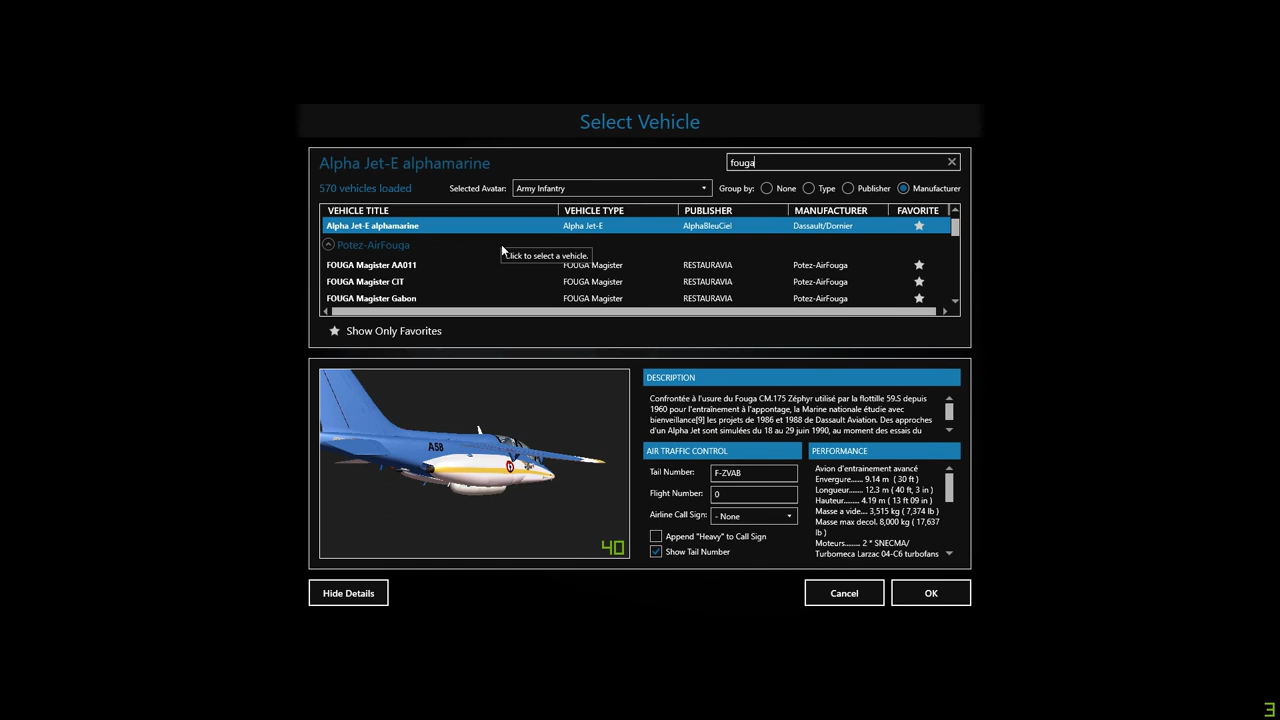 Select Vehicle
Alpha Jet-E alphamarine
fouga
570 vehicles loaded Selected Avatar: Army Infantry Group by: None Type Publisher Manufacturer
VEHICLE TITLE VEHICLE TYPE PUBLISHER MANUFACTURER FAVORITE
Alpha Jet-E alphamarine Alpha Jet-E AlphaBleuCiel Dassault/Dornier
Potez-AirFouga
Click to select a vehicle.
FOUGA Magister AA011 FOUGA Magister RESTAURAVIA Potez-AirFouga
FOUGA Magister CIT FOUGA Magister RESTAURAVIA Potez-AirFouga
FOUGA Magister Gabon FOUGA Magister RESTAURAVIA Potez-AirFouga
Show Only Favorites
A58
40
DESCRIPTION
Confrontée à l'usure du Fouga CM.175 Zéphyr utilisé par la flottille 59.S depuis
1960 pour l'entraînement à l'appontage, la Marine nationale étudie avec
bienveillance[9] les projets de 1986 et 1988 de Dassault Aviation. Des approches
d'un Alpha Jet sont simulées du 18 au 29 juin 1990, au moment des essais du
AIR TRAFFIC CONTROL
Tail Number: F-ZVAB
Flight Number: 0
Airline Call Sign: - None
Append "Heavy" to Call Sign
Show Tail Number
PERFORMANCE
Avion d'entrainement avancé
Envergure...... 9.14 m ( 30 ft )
Longueur....... 12.3 m ( 40 ft, 3 in )
Hauteur........ 4.19 m ( 13 ft 09 in )
Masse a vide.... 3,515 kg ( 7,374 lb )
Masse max decol. 8,000 kg ( 17,637
lb )
Moteurs....... 2 * SNECMA/
Turbomeca Larzac 04-C6 turbofans
Hide Details Cancel OK
3